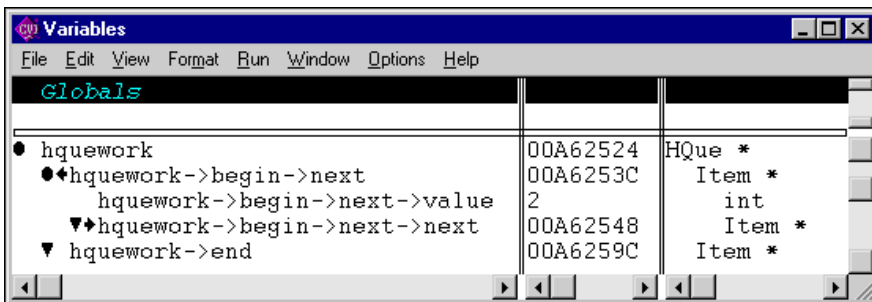 cvi Variables
File Edit View Format Run Window Options Help
Globals
hquework 00A62524 HQue *
hquework->begin->next 00A6253C Item *
hquework->begin->next->value 2 int
hquework->begin->next->next 00A62548 Item *
hquework->end 00A6259C Item *